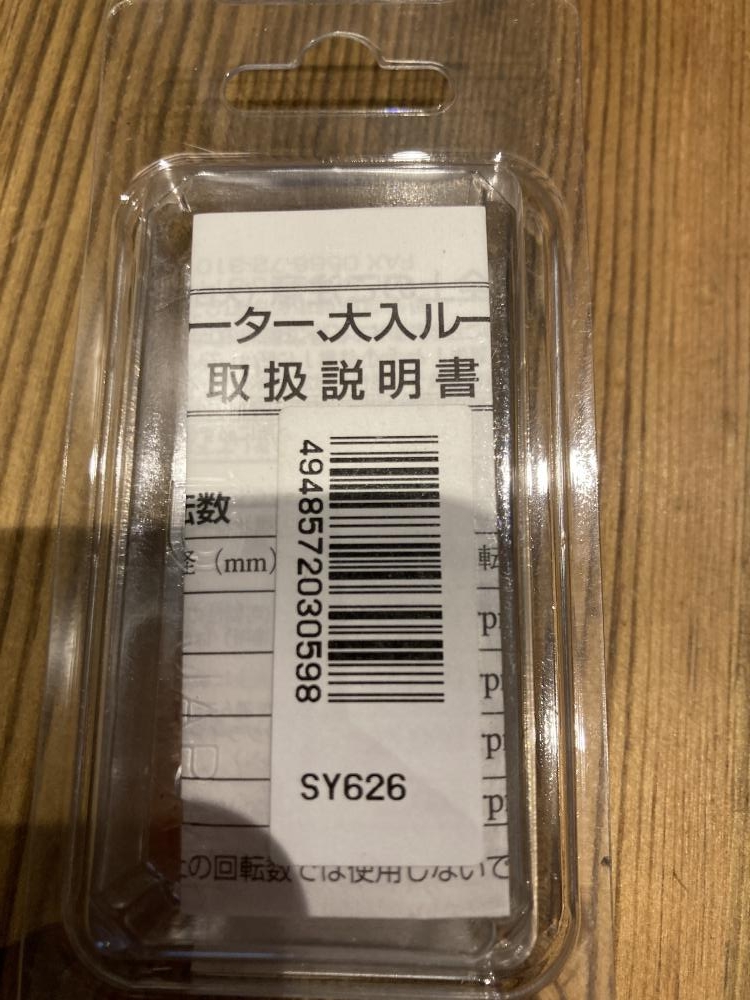 ーター、大入ルー
取扱説明書
転数
径（mm）
転
4948572030598
SY626
の回転数では使用しないで